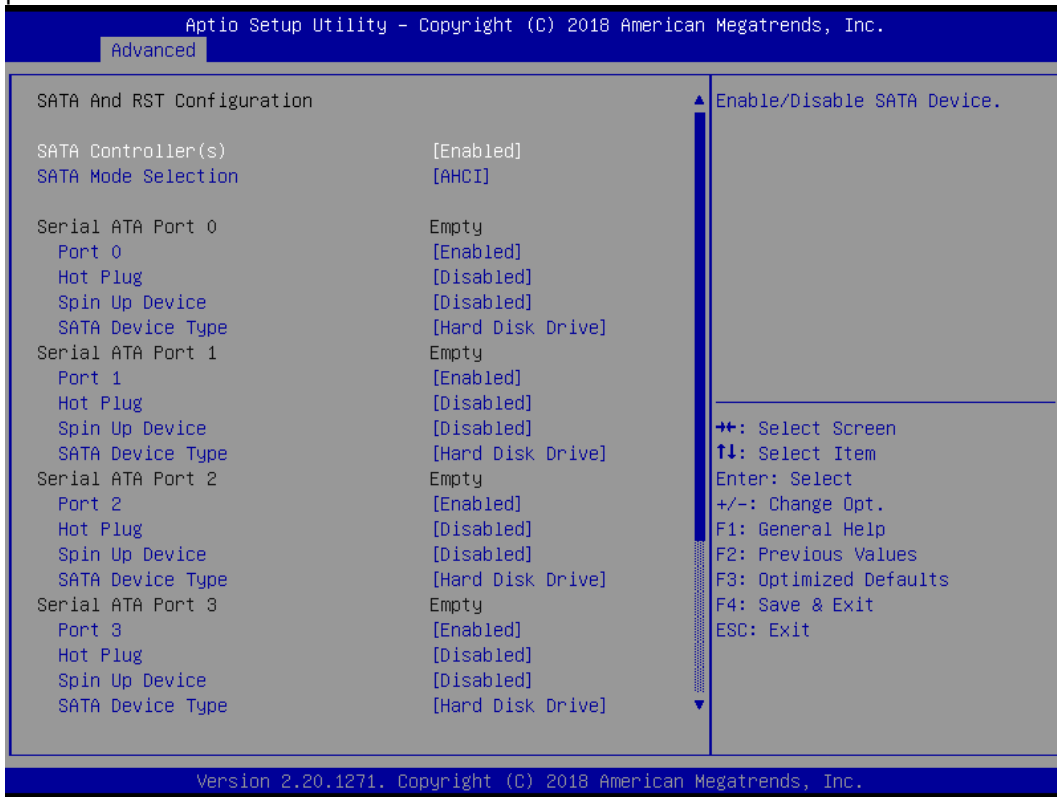 Aptio Setup Utility – Copyright (C) 2018 American Megatrends, Inc.
Advanced
SATA And RST Configuration
SATA Controller(s) [Enabled]
SATA Mode Selection [AHCI]
Serial ATA Port 0 Empty
Port 0 [Enabled]
Hot Plug [Disabled]
Spin Up Device [Disabled]
SATA Device Type [Hard Disk Drive]
Serial ATA Port 1 Empty
Port 1 [Enabled]
Hot Plug [Disabled]
Spin Up Device [Disabled]
SATA Device Type [Hard Disk Drive]
Serial ATA Port 2 Empty
Port 2 [Enabled]
Hot Plug [Disabled]
Spin Up Device [Disabled]
SATA Device Type [Hard Disk Drive]
Serial ATA Port 3 Empty
Port 3 [Enabled]
Hot Plug [Disabled]
Spin Up Device [Disabled]
SATA Device Type [Hard Disk Drive]
Enable/Disable SATA Device.
→←: Select Screen
↑↓: Select Item
Enter: Select
+/-: Change Opt.
F1: General Help
F2: Previous Values
F3: Optimized Defaults
F4: Save & Exit
ESC: Exit
Version 2.20.1271. Copyright (C) 2018 American Megatrends, Inc.